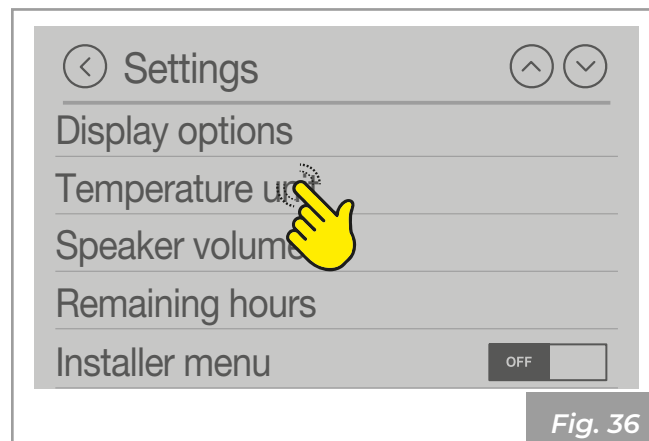 Settings
Display options
Temperature unit
Speaker volume
Remaining hours
Installer menu
OFF
Fig. 36